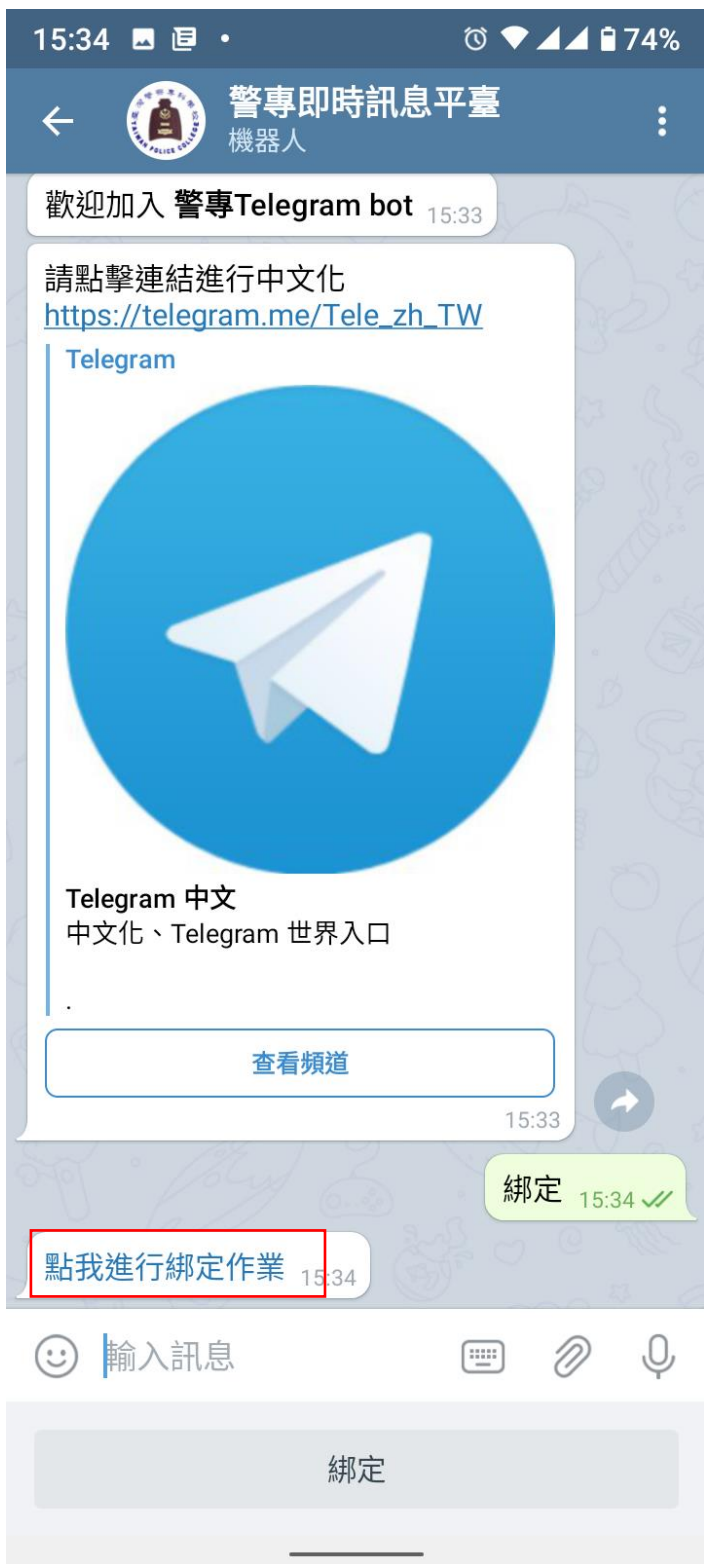 15:34
74%
警專即時訊息平臺
機器人
歡迎加入 警專Telegram bot 15:33
請點擊連結進行中文化
https://telegram.me/Tele_zh_TW
Telegram
Telegram 中文
中文化、Telegram 世界入口
.
查看頻道
15:33
綁定 15:34
點我進行綁定作業 15:34
輸入訊息
綁定